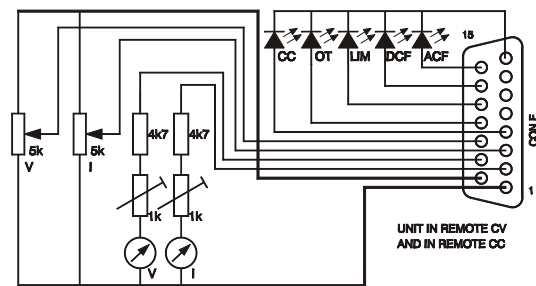 15
CC OT LIM DCF ACF
CON E
4k7 4k7
5k 5k
V I
1k 1k
1
V I
UNIT IN REMOTE CV
AND IN REMOTE CC